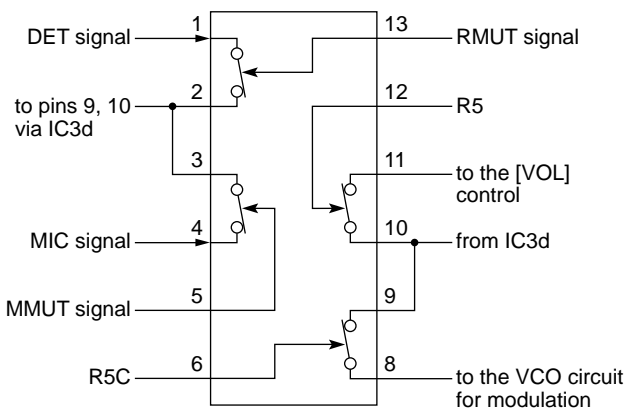 DET signal
1
13
RMUT signal
to pins 9, 10
via IC3d
2
12
R5
3
11
to the [VOL]
control
MIC signal
4
10
from IC3d
MMUT signal
5
9
R5C
6
8
to the VCO circuit
for modulation